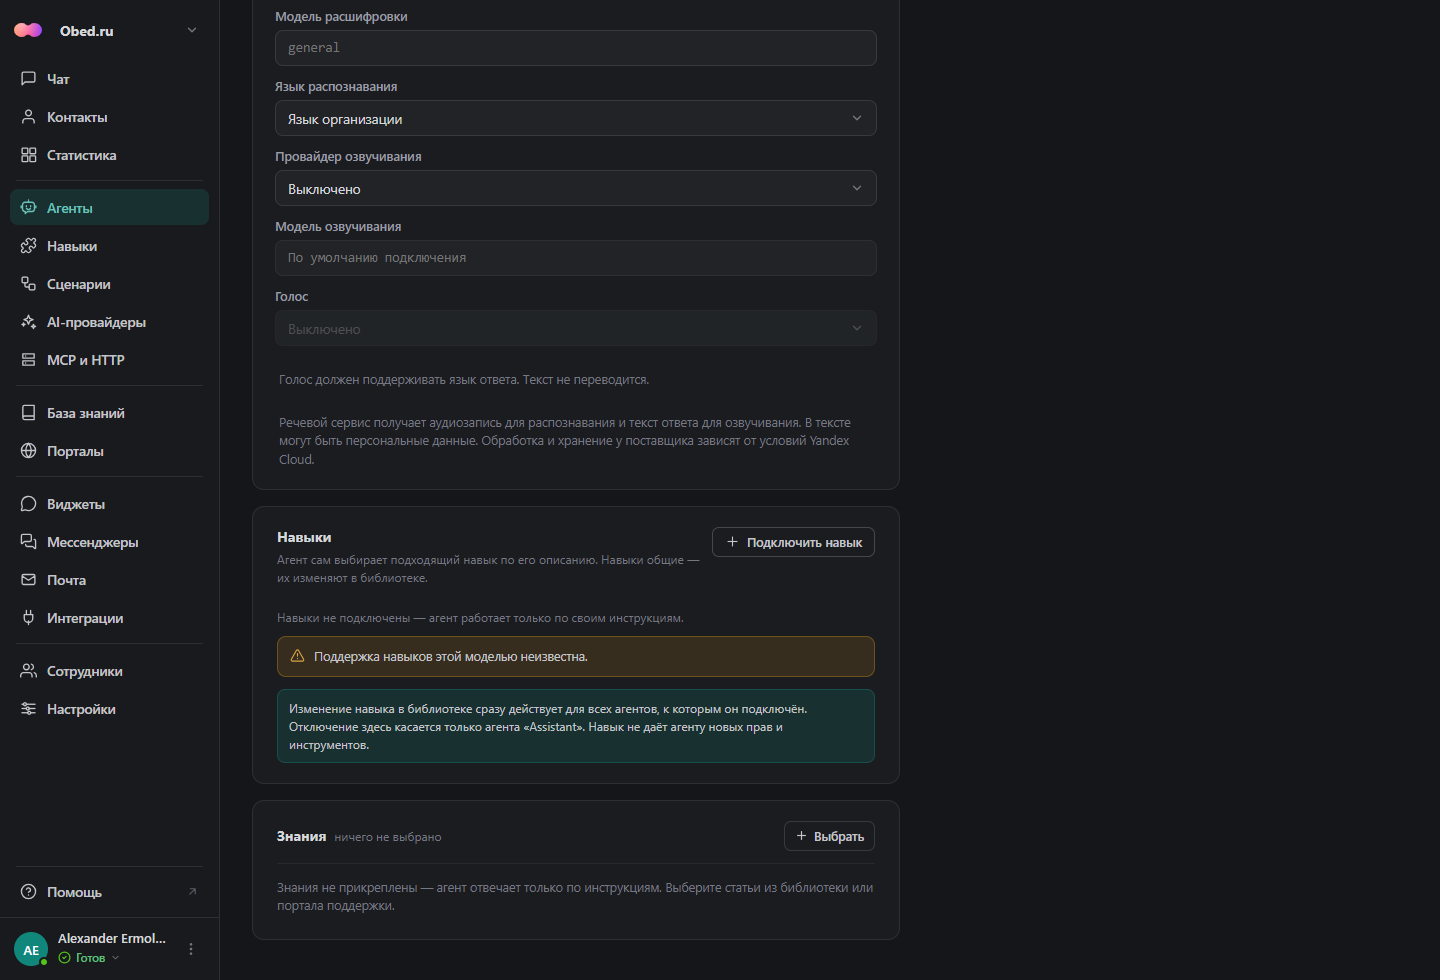 Obed.ru
Чат
Контакты
Статистика
Агенты
Навыки
Сценарии
AI-провайдеры
MCP и HTTP
База знаний
Порталы
Виджеты
Мессенджеры
Почта
Интеграции
Сотрудники
Настройки
Помощь
AE
Alexander Ermol...
Готов
Модель расшифровки
general
Язык распознавания
Язык организации
Провайдер озвучивания
Выключено
Модель озвучивания
По умолчанию подключения
Голос
Выключено
Голос должен поддерживать язык ответа. Текст не переводится.
Речевой сервис получает аудиозапись для распознавания и текст ответа для озвучивания. В тексте
могут быть персональные данные. Обработка и хранение у поставщика зависят от условий Yandex
Cloud.
Навыки
Подключить навык
Агент сам выбирает подходящий навык по его описанию. Навыки общие —
их изменяют в библиотеке.
Навыки не подключены — агент работает только по своим инструкциям.
Поддержка навыков этой моделью неизвестна.
Изменение навыка в библиотеке сразу действует для всех агентов, к которым он подключён.
Отключение здесь касается только агента «Assistant». Навык не даёт агенту новых прав и
инструментов.
Знания ничего не выбрано
Выбрать
Знания не прикреплены — агент отвечает только по инструкциям. Выберите статьи из библиотеки или
портала поддержки.